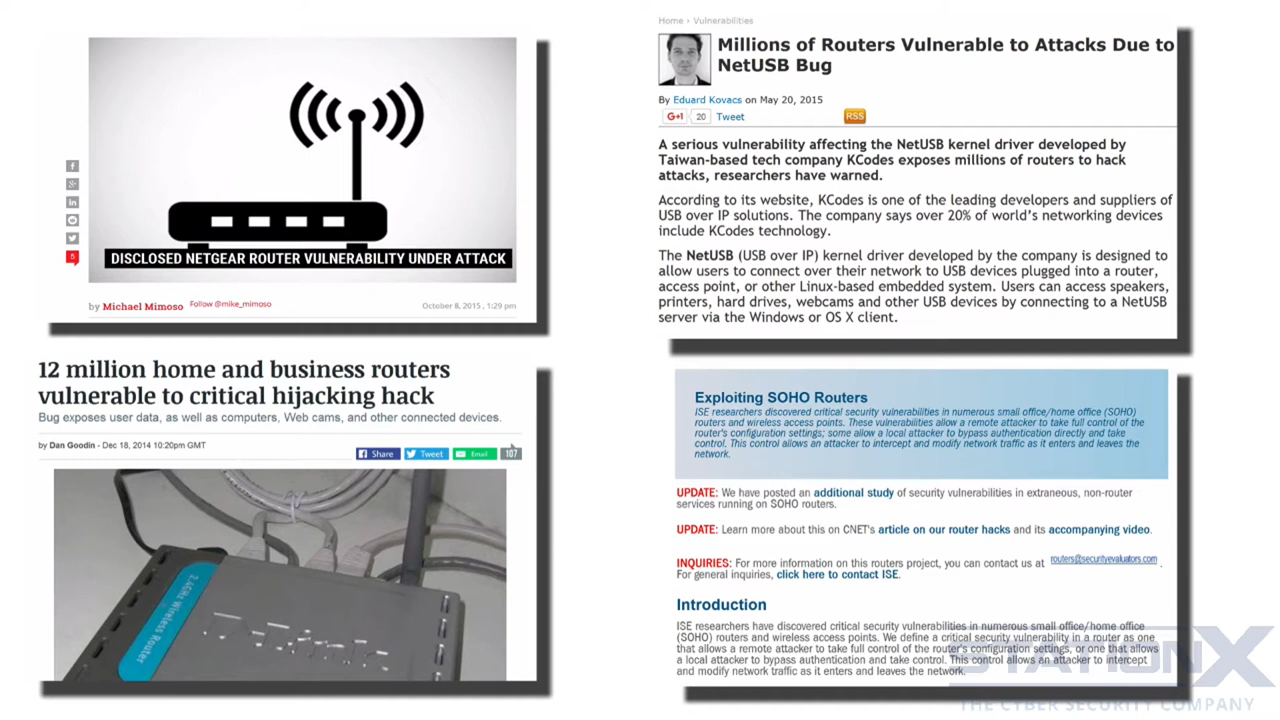 DISCLOSED NETGEAR ROUTER VULNERABILITY UNDER ATTACK
5
by Michael Mimoso Follow @mike_mimoso October 8, 2015 , 1:29 pm
12 million home and business routers
vulnerable to critical hijacking hack
Bug exposes user data, as well as computers, Web cams, and other connected devices.
by Dan Goodin - Dec 18, 2014 10:20pm GMT
Share Tweet Email 107
2.4GHz Wireless Router
D-Link
Home › Vulnerabilities
Millions of Routers Vulnerable to Attacks Due to
NetUSB Bug
By Eduard Kovacs on May 20, 2015
G+1 20 Tweet RSS
A serious vulnerability affecting the NetUSB kernel driver developed by
Taiwan-based tech company KCodes exposes millions of routers to hack
attacks, researchers have warned.
According to its website, KCodes is one of the leading developers and suppliers of
USB over IP solutions. The company says over 20% of world's networking devices
include KCodes technology.
The NetUSB (USB over IP) kernel driver developed by the company is designed to
allow users to connect over their network to USB devices plugged into a router,
access point, or other Linux-based embedded system. Users can access speakers,
printers, hard drives, webcams and other USB devices by connecting to a NetUSB
server via the Windows or OS X client.
Exploiting SOHO Routers
ISE researchers discovered critical security vulnerabilities in numerous small office/home office (SOHO)
routers and wireless access points. These vulnerabilities allow a remote attacker to take full control of the
router's configuration settings; some allow a local attacker to bypass authentication directly and take
control. This control allows an attacker to intercept and modify network traffic as it enters and leaves the
network.
UPDATE: We have posted an additional study of security vulnerabilities in extraneous, non-router
services running on SOHO routers.
UPDATE: Learn more about this on CNET's article on our router hacks and its accompanying video.
INQUIRIES: For more information on this routers project, you can contact us at routers@securityevaluators.com .
For general inquiries, click here to contact ISE.
Introduction
ISE researchers have discovered critical security vulnerabilities in numerous small office/home office
(SOHO) routers and wireless access points. We define a critical security vulnerability in a router as one
that allows a remote attacker to take full control of the router's configuration settings, or one that allows
a local attacker to bypass authentication and take control. This control allows an attacker to intercept
and modify network traffic as it enters and leaves the network.
STATIONX
THE CYBER SECURITY COMPANY